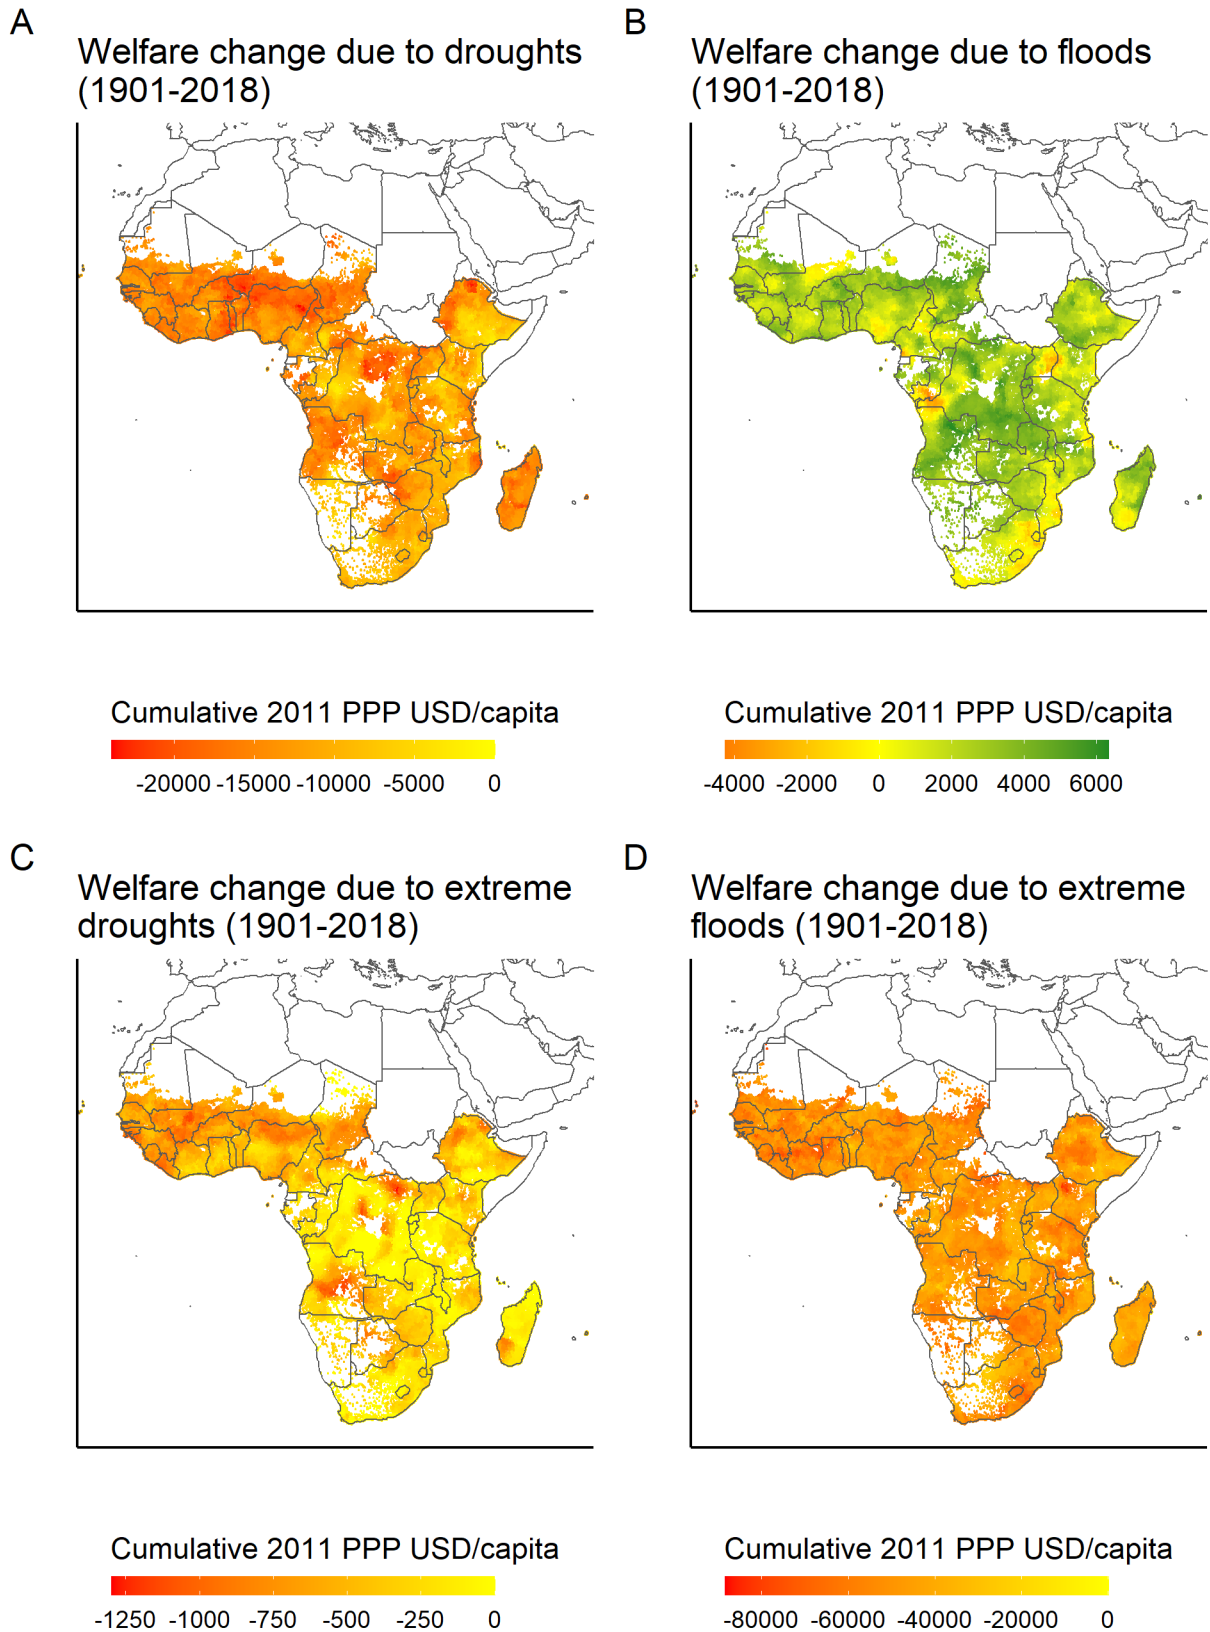 A
Welfare change due to droughts
(1901-2018)
Cumulative 2011 PPP USD/capita
-20000 -15000 -10000 -5000 0
B
Welfare change due to floods
(1901-2018)
Cumulative 2011 PPP USD/capita
-4000 -2000 0 2000 4000 6000
C
Welfare change due to extreme
droughts (1901-2018)
Cumulative 2011 PPP USD/capita
-1250 -1000 -750 -500 -250 0
D
Welfare change due to extreme
floods (1901-2018)
Cumulative 2011 PPP USD/capita
-80000 -60000 -40000 -20000 0